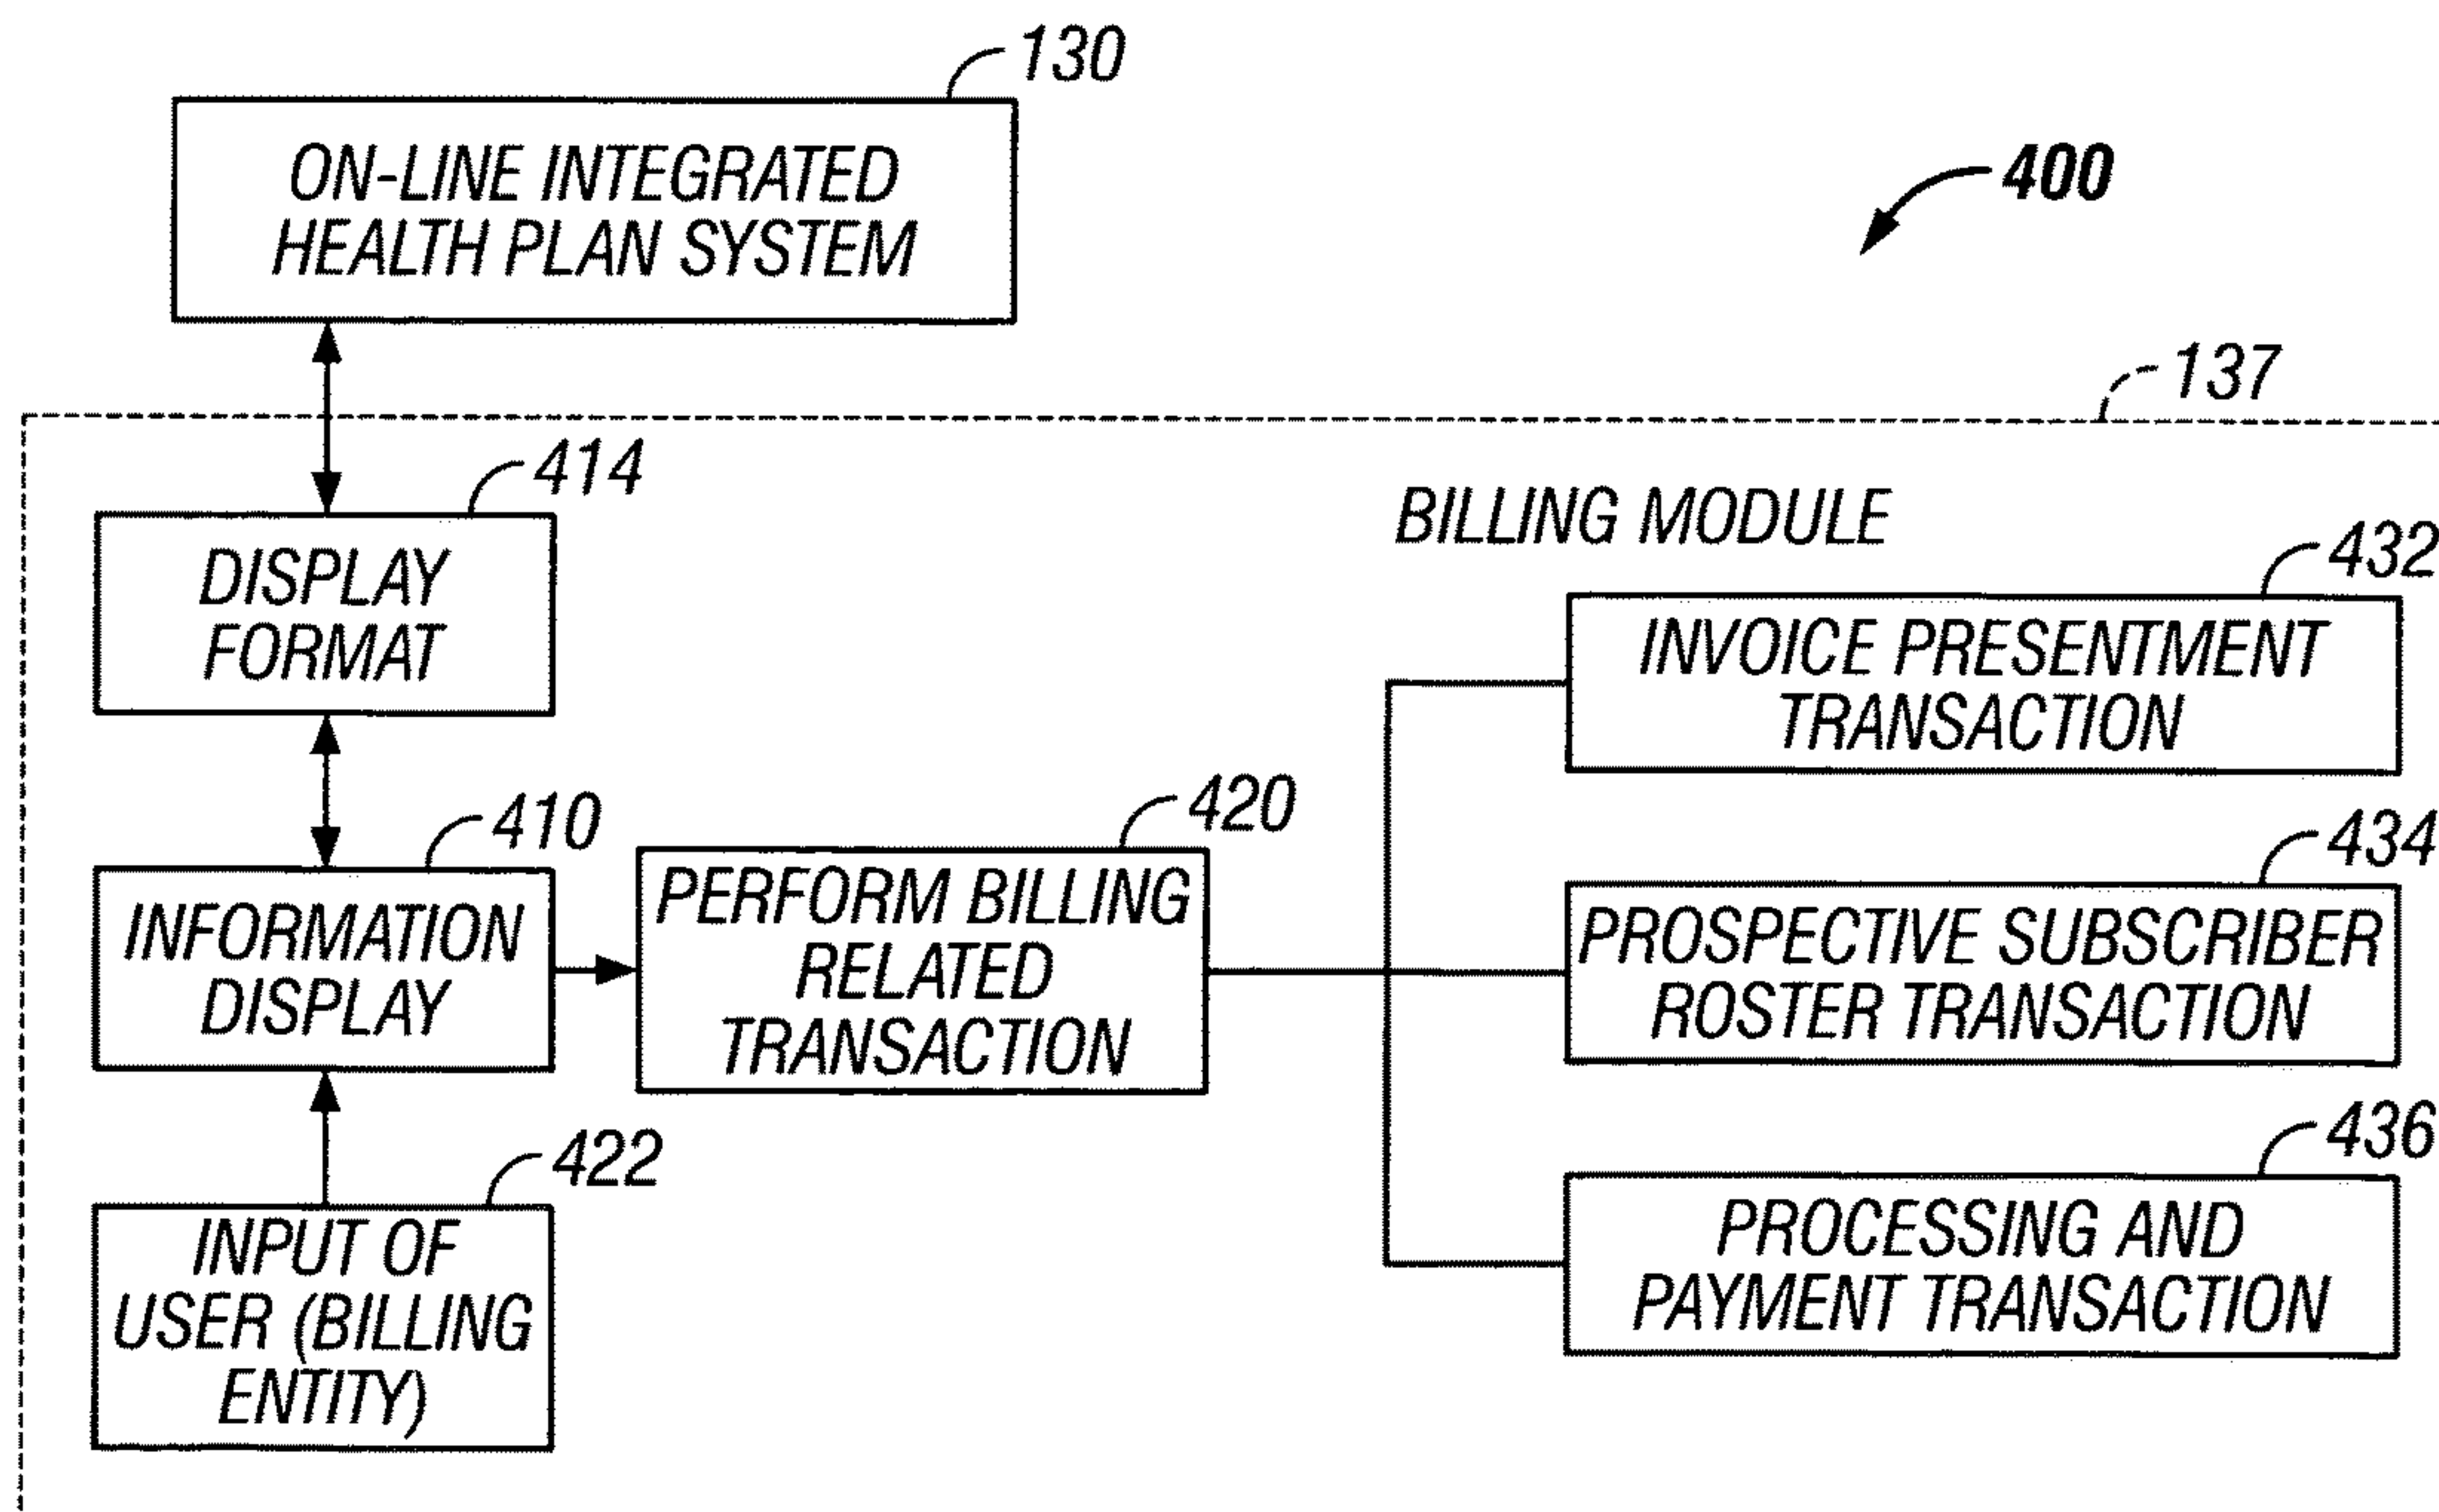 130
ON-LINE INTEGRATED
HEALTH PLAN SYSTEM
400
137
414
BILLING MODULE
DISPLAY
FORMAT
432
INVOICE PRESENTMENT
TRANSACTION
410
INFORMATION
DISPLAY
420
PERFORM BILLING
RELATED
TRANSACTION
434
PROSPECTIVE SUBSCRIBER
ROSTER TRANSACTION
422
INPUT OF
USER (BILLING
ENTITY)
436
PROCESSING AND
PAYMENT TRANSACTION